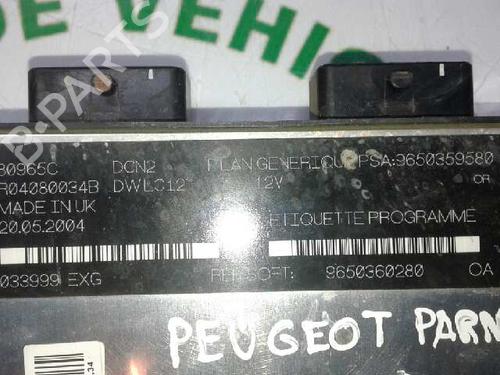 DE VEHIC
B-PARTS
80965C DCN2 PLAN GENERIQUE PSA:9650359580
R04080034B DWLC12 12V OR
MADE IN UK
20.05.2004 ETIQUETTE PROGRAMME
033999 EXG REF SOFT: 9650360280 OA
PEUGEOT PARN